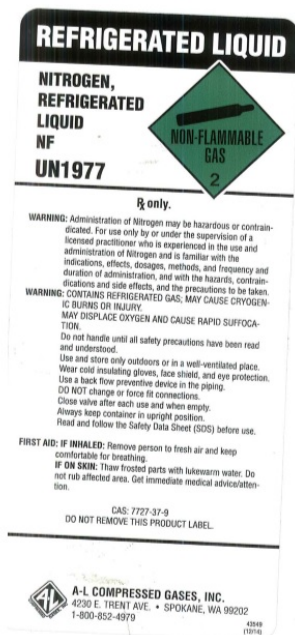 REFRIGERATED LIQUID
NITROGEN,
REFRIGERATED
LIQUID
NF
UN1977
NON-FLAMMABLE
GAS
2
℞ only.
WARNING: Administration of Nitrogen may be hazardous or contrain-
dicated. For use only by or under the supervision of a
licensed practitioner who is experienced in the use and
administration of Nitrogen and is familiar with the
indications, effects, dosages, methods, and frequency and
duration of administration, and with the hazards, contrain-
dications and side effects, and the precautions to be taken.
WARNING: CONTAINS REFRIGERATED GAS; MAY CAUSE CRYOGEN-
IC BURNS OR INJURY.
MAY DISPLACE OXYGEN AND CAUSE RAPID SUFFOCA-
TION.
Do not handle until all safety precautions have been read
and understood.
Use and store only outdoors or in a well-ventilated place.
Wear cold insulating gloves, face shield, and eye protection.
Use a back flow preventive device in the piping.
DO NOT change or force fit connections.
Close valve after each use and when empty.
Always keep container in upright position.
Read and follow the Safety Data Sheet (SDS) before use.
FIRST AID: IF INHALED: Remove person to fresh air and keep
comfortable for breathing.
IF ON SKIN: Thaw frosted parts with lukewarm water. Do
not rub affected area. Get immediate medical advice/atten-
tion.
CAS: 7727-37-9
DO NOT REMOVE THIS PRODUCT LABEL.
A-L
A-L COMPRESSED GASES, INC.
4230 E. TRENT AVE. • SPOKANE, WA 99202
1-800-852-4979
43549
(12/14)